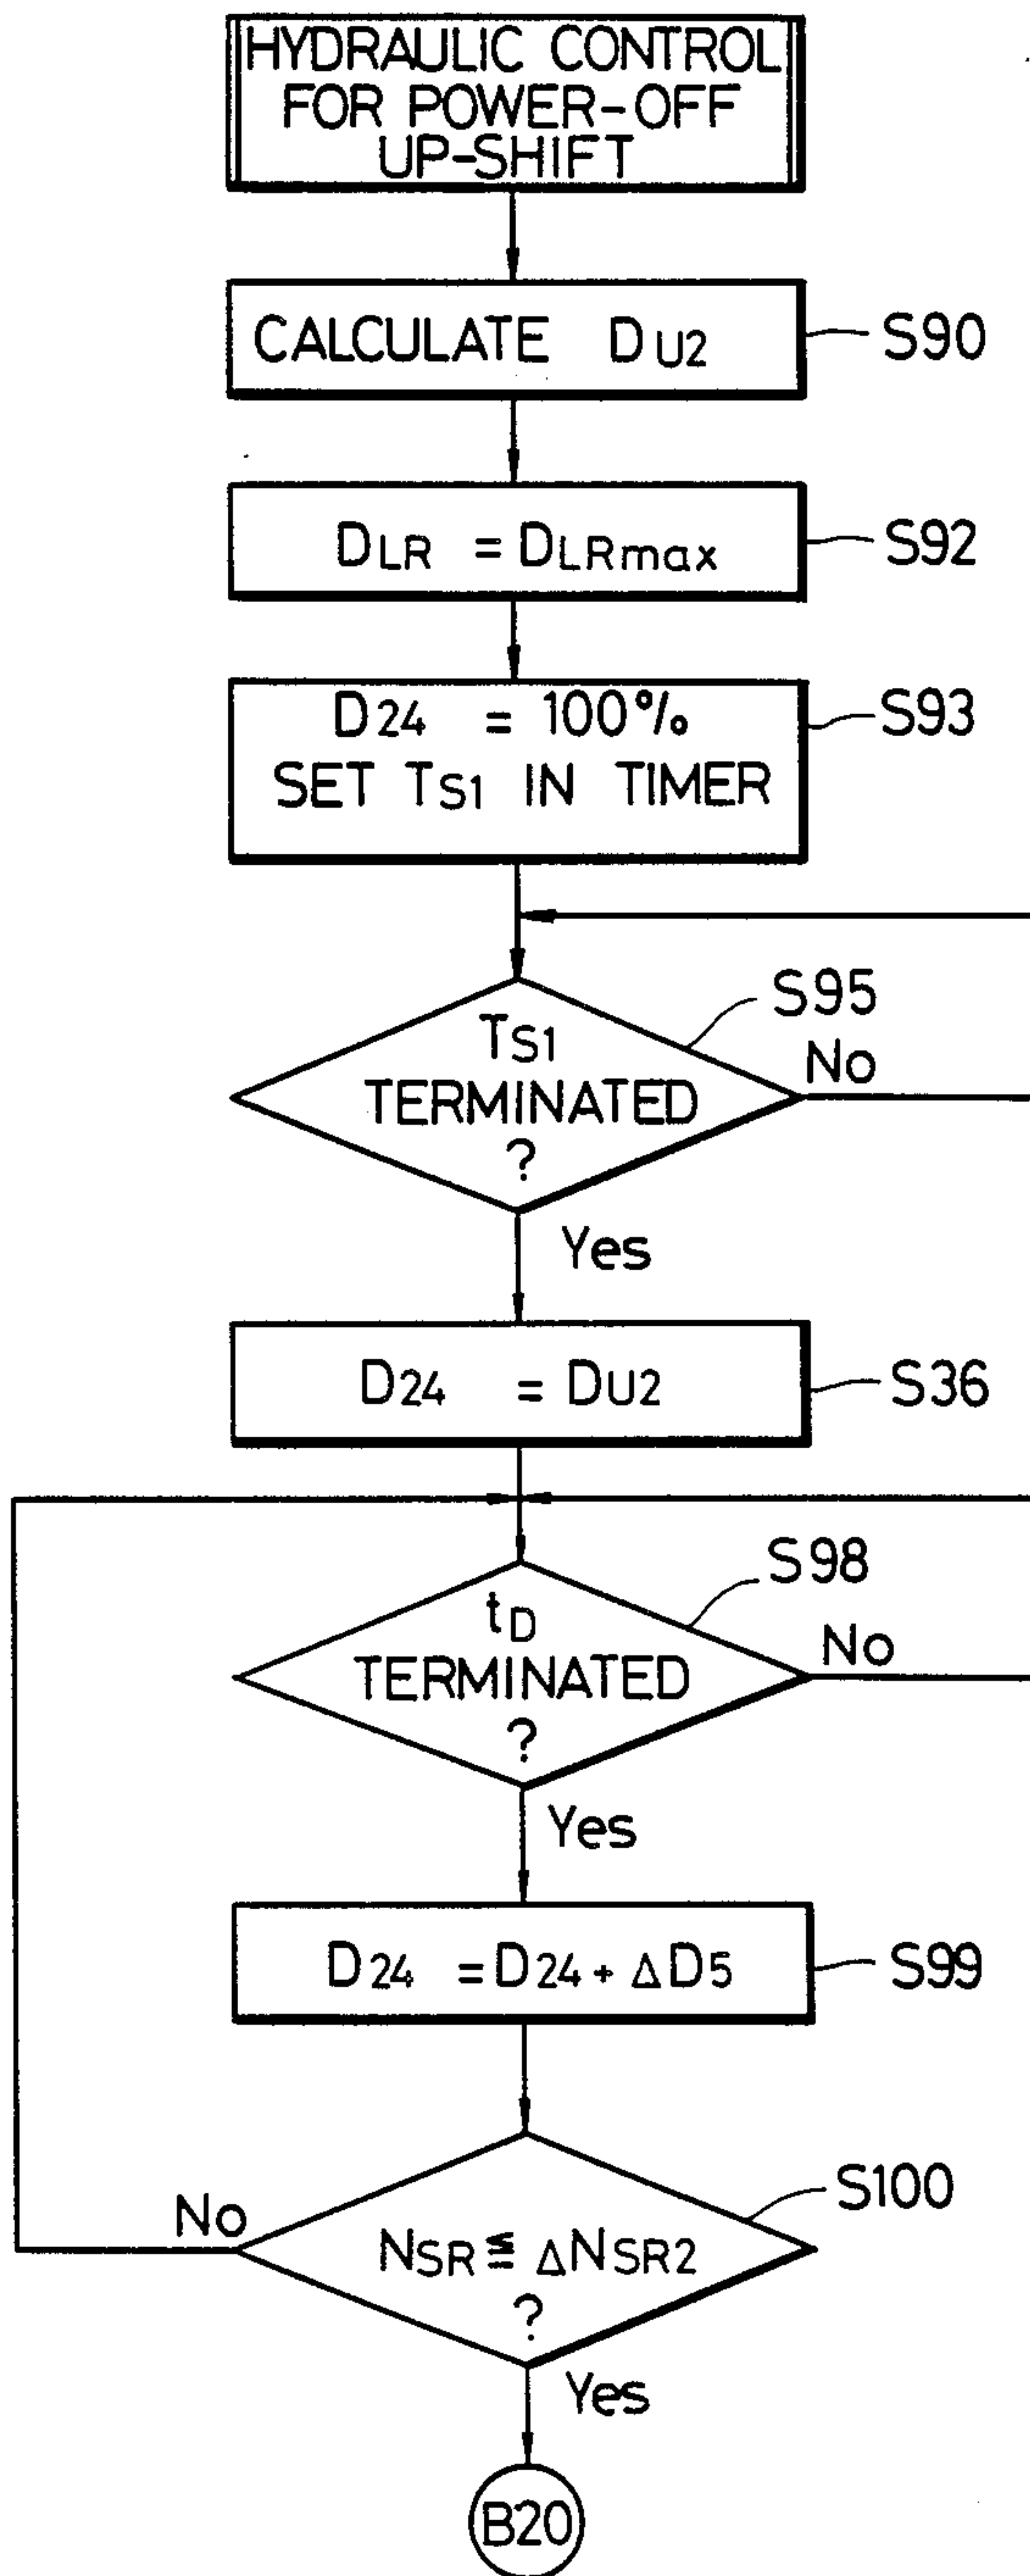 HYDRAULIC CONTROL
FOR POWER-OFF
UP-SHIFT
CALCULATE DU2
S90
DLR = DLRmax
S92
D24 = 100%
SET TS1 IN TIMER
S93
S95
TS1
TERMINATED
?
No
Yes
D24 = DU2
S36
S98
tD
TERMINATED
?
No
Yes
D24 = D24 + ΔD5
S99
S100
No
NSR ≦ ΔNSR2
?
Yes
B20